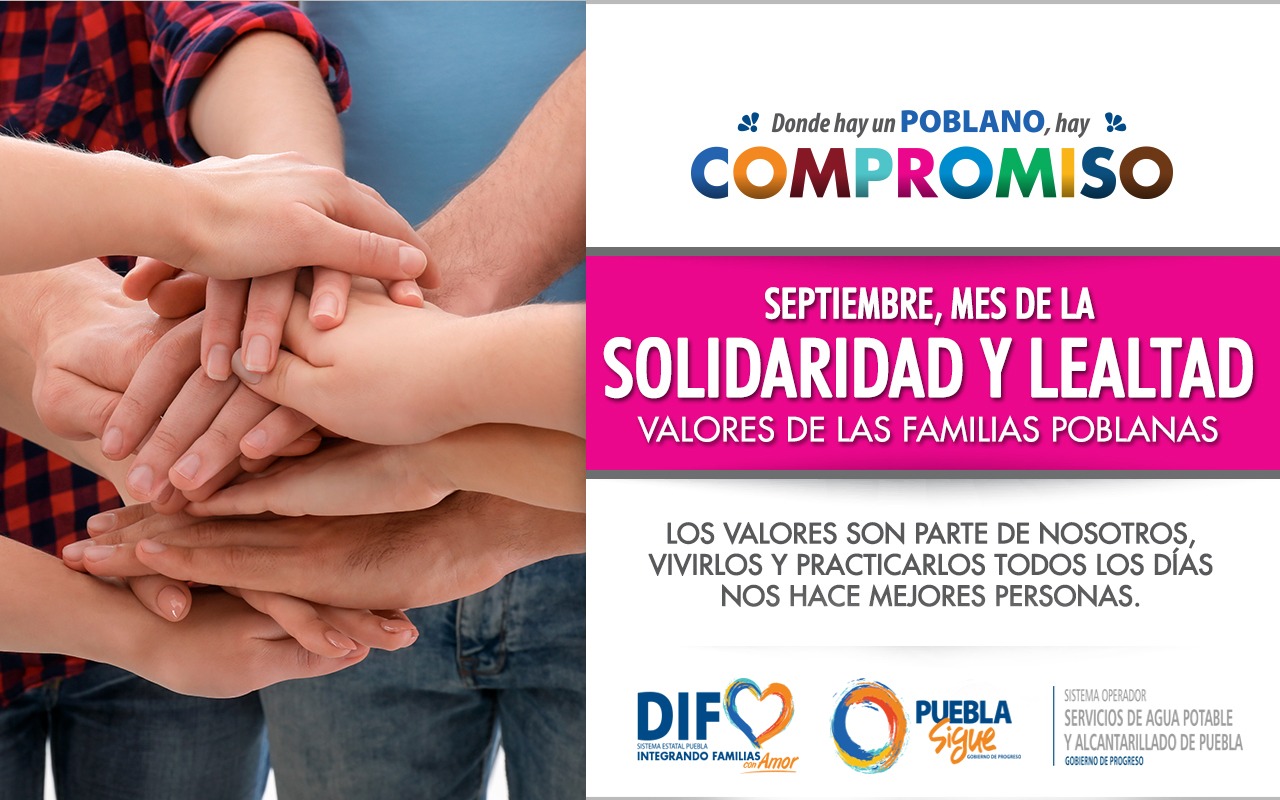 Donde hay un POBLANO, hay
COMPROMISO
SEPTIEMBRE, MES DE LA
SOLIDARIDAD Y LEALTAD
VALORES DE LAS FAMILIAS POBLANAS
LOS VALORES SON PARTE DE NOSOTROS,
VIVIRLOS Y PRACTICARLOS TODOS LOS DÍAS
NOS HACE MEJORES PERSONAS.
DIF
SISTEMA ESTATAL PUEBLA
INTEGRANDO FAMILIAS
con Amor
PUEBLA
Sigue
GOBIERNO DE PROGRESO
SISTEMA OPERADOR
SERVICIOS DE AGUA POTABLE
Y ALCANTARILLADO DE PUEBLA
GOBIERNO DE PROGRESO